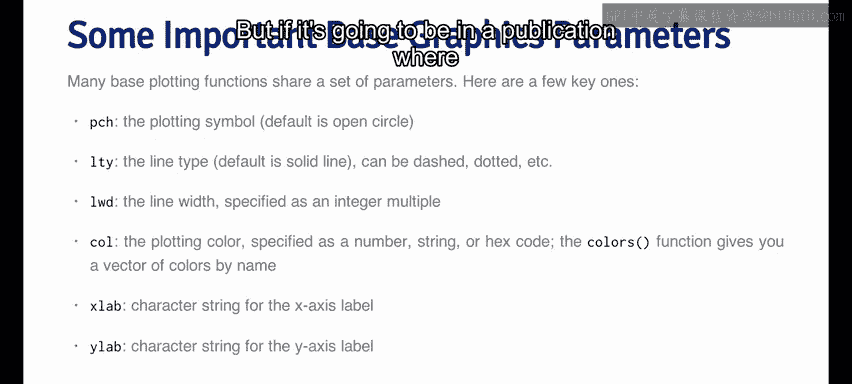 Some Important Base Graphics Parameters
But if it's going to be in a publication
where
Many base plotting functions share a set of parameters. Here are a few key ones:
· pch: the plotting symbol (default is open circle)
· lty: the line type (default is solid line), can be dashed, dotted, etc.
· lwd: the line width, specified as an integer multiple
· col: the plotting color, specified as a number, string, or hex code; the colors() function gives you
a vector of colors by name
· xlab: character string for the x-axis label
· ylab: character string for the y-axis label